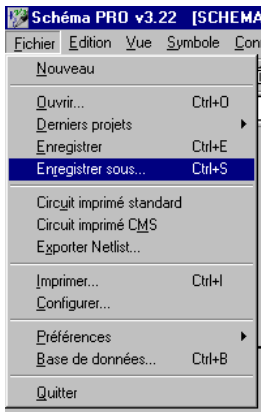 Schéma PRO v3.22 [SCHEMA
Fichier Edition Vue Symbole Con
Nouveau
Ouvrir... Ctrl+O
Derniers projets
Enregistrer Ctrl+E
Enregistrer sous... Ctrl+S
Circuit imprimé standard
Circuit imprimé CMS
Exporter Netlist...
Imprimer... Ctrl+I
Configurer...
Préférences
Base de données... Ctrl+B
Quitter